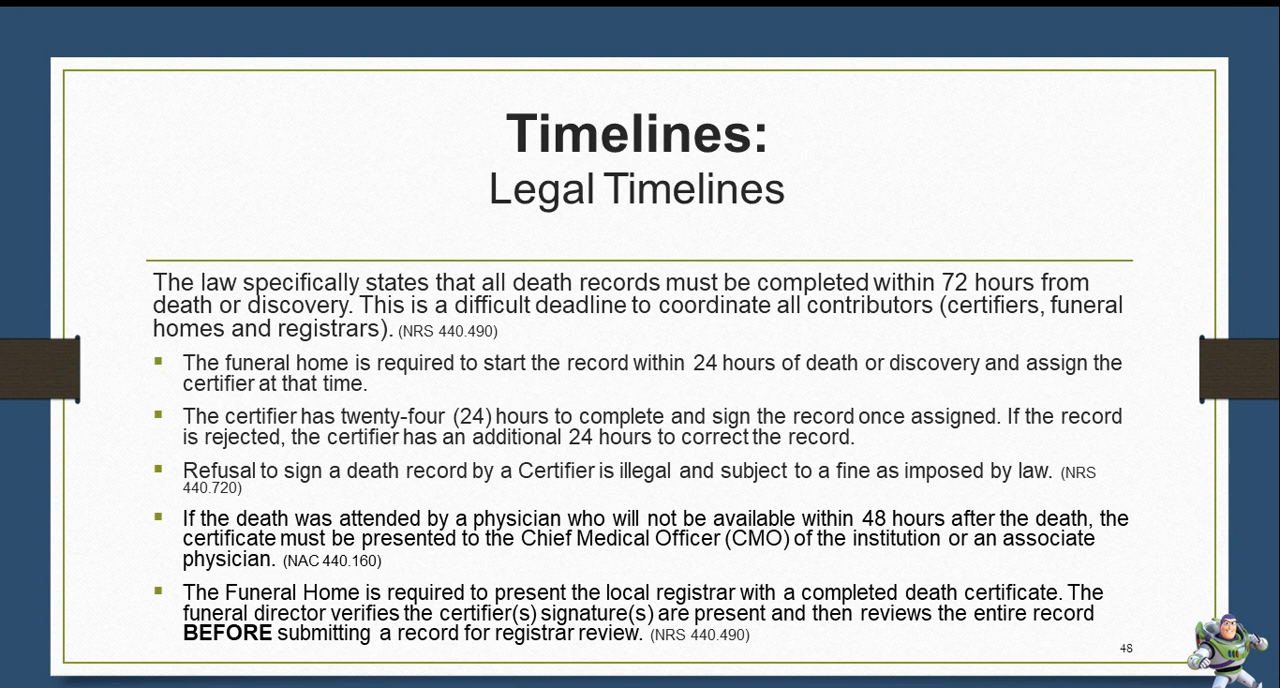 Timelines:
Legal Timelines
The law specifically states that all death records must be completed within 72 hours from
death or discovery. This is a difficult deadline to coordinate all contributors (certifiers, funeral
homes and registrars). (NRS 440.490)
▪ The funeral home is required to start the record within 24 hours of death or discovery and assign the
certifier at that time.
▪ The certifier has twenty-four (24) hours to complete and sign the record once assigned. If the record
is rejected, the certifier has an additional 24 hours to correct the record.
▪ Refusal to sign a death record by a Certifier is illegal and subject to a fine as imposed by law. (NRS
440.720)
▪ If the death was attended by a physician who will not be available within 48 hours after the death, the
certificate must be presented to the Chief Medical Officer (CMO) of the institution or an associate
physician. (NAC 440.160)
▪ The Funeral Home is required to present the local registrar with a completed death certificate. The
funeral director verifies the certifier(s) signature(s) are present and then reviews the entire record
BEFORE submitting a record for registrar review. (NRS 440.490)
48